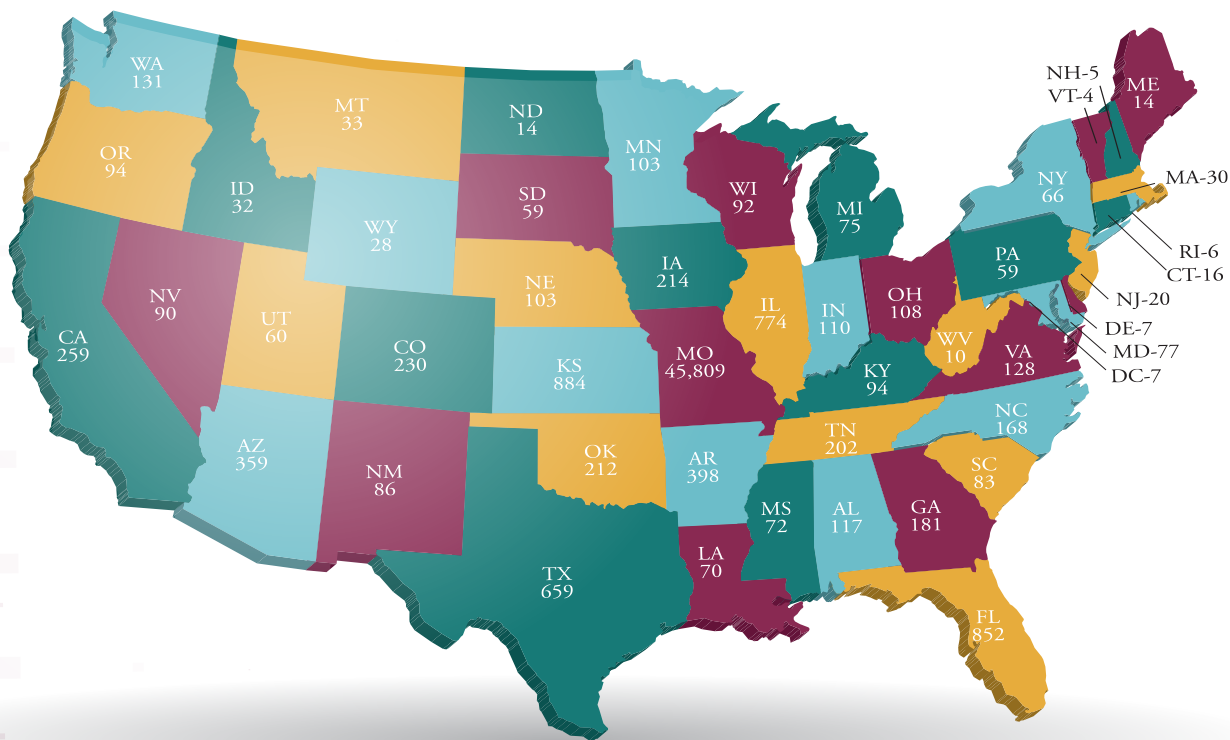 WA
131
MT
33
ND
14
MN
103
NH-5
VT-4
ME
14
OR
94
ID
32
WY
28
SD
59
WI
92
MI
75
NY
66
MA-30
RI-6
CT-16
NV
90
UT
60
NE
103
IA
214
IL
774
IN
110
OH
108
PA
59
NJ-20
DE-7
MD-77
DC-7
CA
259
CO
230
KS
884
MO
45,809
KY
94
WV
10
VA
128
AZ
359
NM
86
OK
212
AR
398
TN
202
NC
168
SC
83
TX
659
LA
70
MS
72
AL
117
GA
181
FL
852